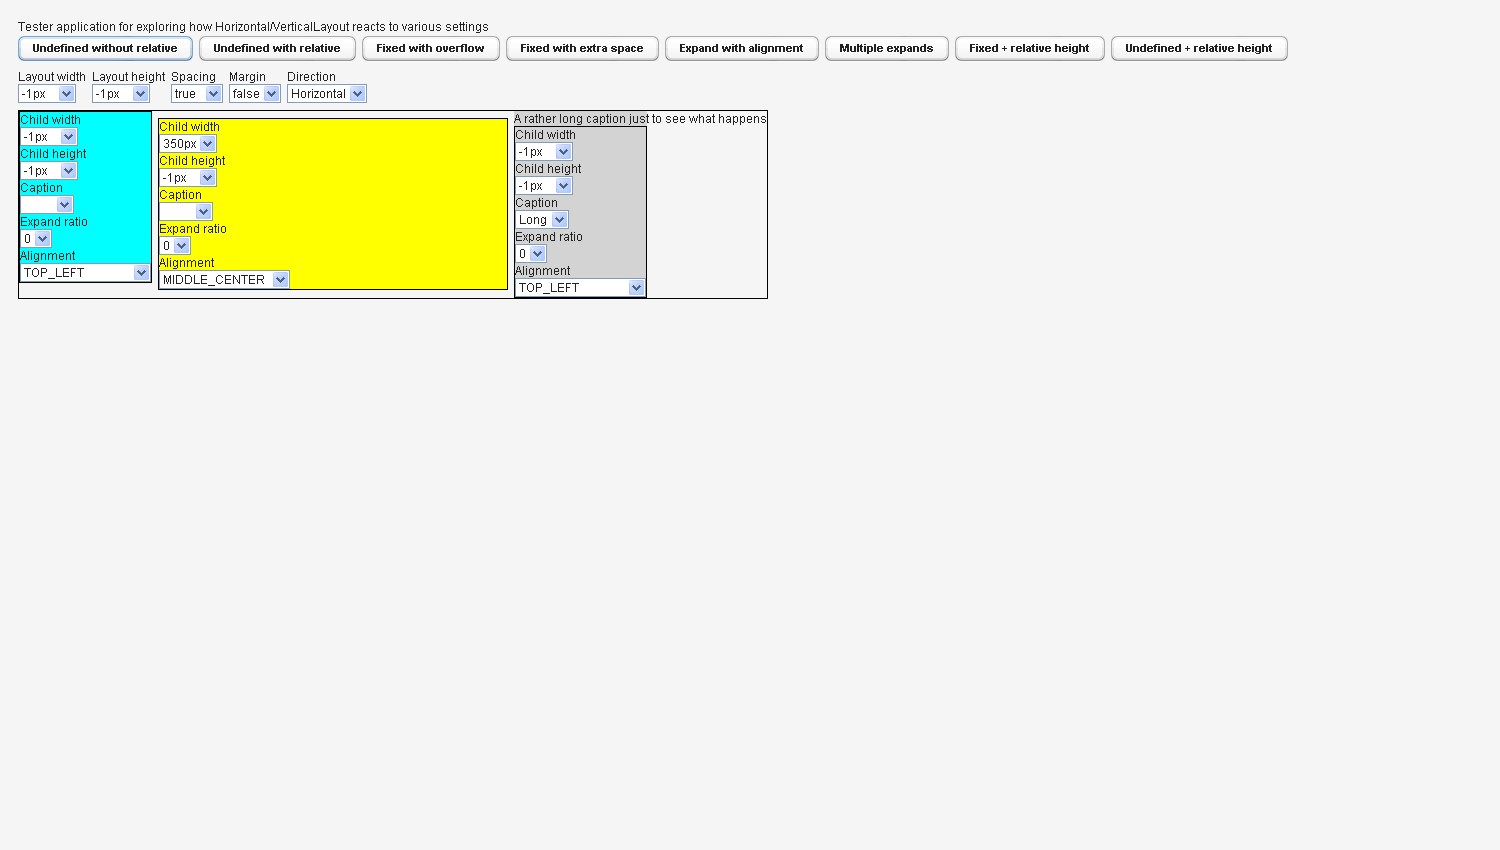 Tester application for exploring how Horizontal/VerticalLayout reacts to various settings
Undefined without relative Undefined with relative Fixed with overflow Fixed with extra space Expand with alignment Multiple expands Fixed + relative height Undefined + relative height
Layout width Layout height Spacing Margin Direction
-1px -1px true false Horizontal
Child width
-1px
Child height
-1px
Caption
Expand ratio
0
Alignment
TOP_LEFT
Child width
350px
Child height
-1px
Caption
Expand ratio
0
Alignment
MIDDLE_CENTER
A rather long caption just to see what happens
Child width
-1px
Child height
-1px
Caption
Long
Expand ratio
0
Alignment
TOP_LEFT